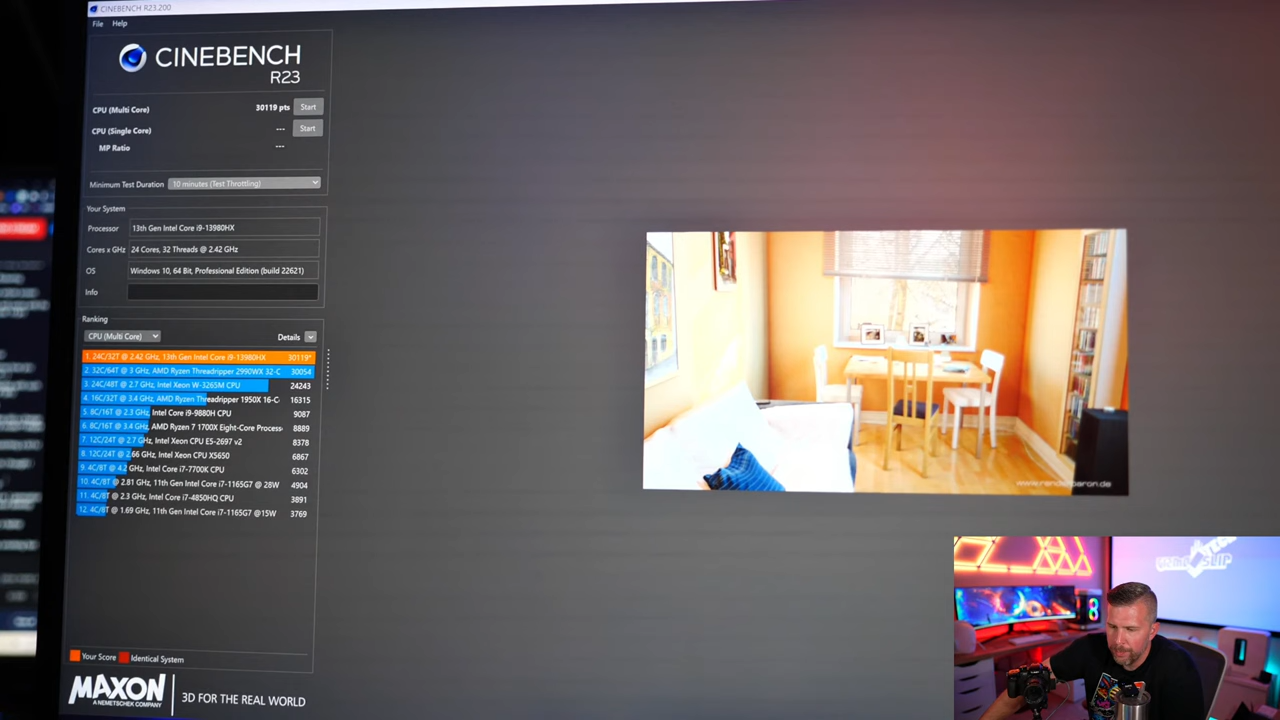 CINEBENCH R23.200
File Help
CINEBENCH
R23
CPU (Multi Core) 30119 pts Start
CPU (Single Core) --- Start
MP Ratio ---
Minimum Test Duration 10 minutes (Test Throttling)
Your System
Processor 13th Gen Intel Core i9-13980HX
Cores x GHz 24 Cores, 32 Threads @ 2.42 GHz
OS Windows 10, 64 Bit, Professional Edition (build 22621)
Info
Ranking
CPU (Multi Core) Details
1. 24C/32T @ 2.42 GHz, 13th Gen Intel Core i9-13980HX 30119*
2. 32C/64T @ 3 GHz, AMD Ryzen Threadripper 2990WX 32-C 30054
3. 24C/48T @ 2.7 GHz, Intel Xeon W-3265M CPU 24243
4. 16C/32T @ 3.4 GHz, AMD Ryzen Threadripper 1950X 16-C 16315
5. 8C/16T @ 2.3 GHz, Intel Core i9-9880H CPU 9087
6. 8C/16T @ 3.4 GHz, AMD Ryzen 7 1700X Eight-Core Process 8889
7. 12C/24T @ 2.7 GHz, Intel Xeon CPU E5-2697 v2 8378
8. 12C/24T @ 2.66 GHz, Intel Xeon CPU X5650 6867
9. 4C/8T @ 4.2 GHz, Intel Core i7-7700K CPU 6302
10. 4C/8T @ 2.81 GHz, 11th Gen Intel Core i7-1165G7 @ 28W 4904
11. 4C/8T @ 2.3 GHz, Intel Core i7-4850HQ CPU 3891
12. 4C/8T @ 1.69 GHz, 11th Gen Intel Core i7-1165G7 @15W 3769
www.renderbaron.de
Your Score Identical System
MAXON
A NEMETSCHEK COMPANY
3D FOR THE REAL WORLD
SLIP